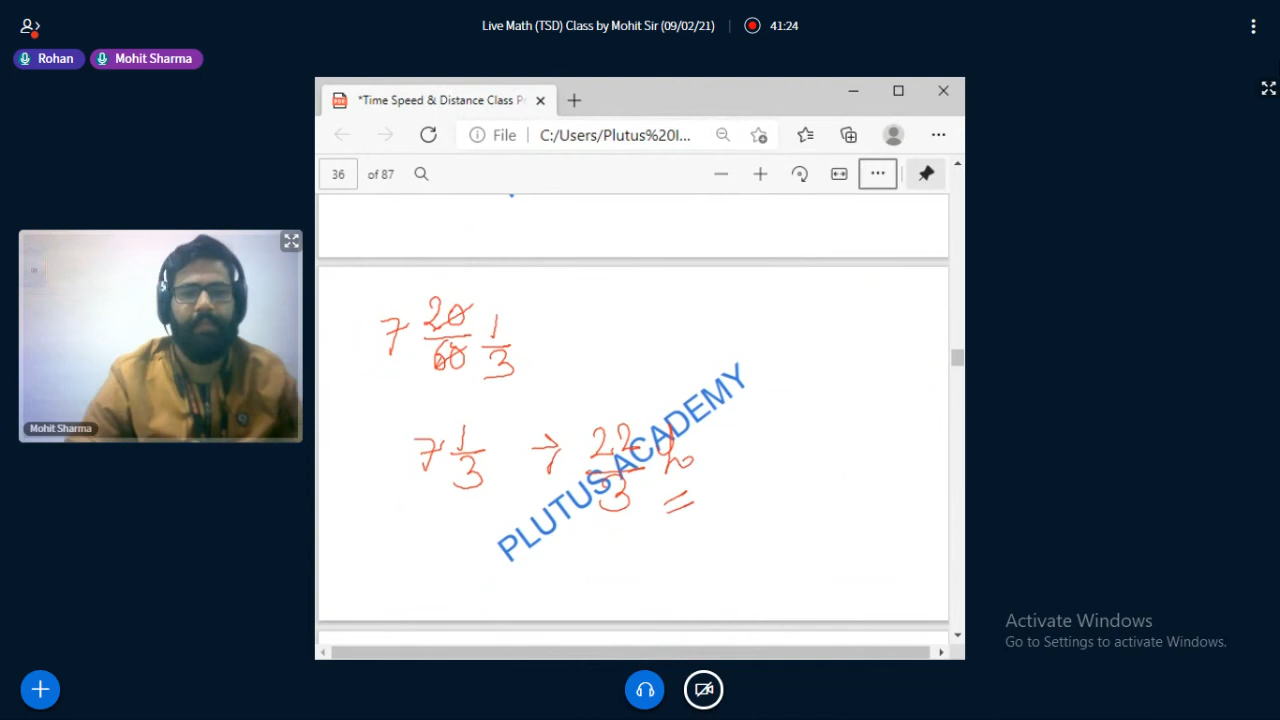 Live Math (TSD) Class by Mohit Sir (09/02/21)
41:24
Rohan
Mohit Sharma
*Time Speed & Distance Class Pr
File
C:/Users/Plutus%20I...
36
of 87
7 20/60 1/3
7 1/3 → 22/3 h
PLUTUS ACADEMY
Mohit Sharma
Activate Windows
Go to Settings to activate Windows.